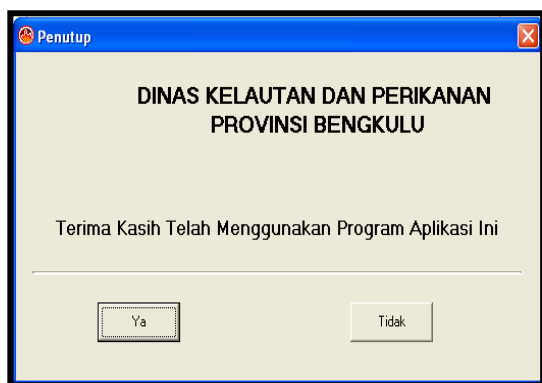 Penutup
DINAS KELAUTAN DAN PERIKANAN
PROVINSI BENGKULU
Terima Kasih Telah Menggunakan Program Aplikasi Ini
Ya
Tidak